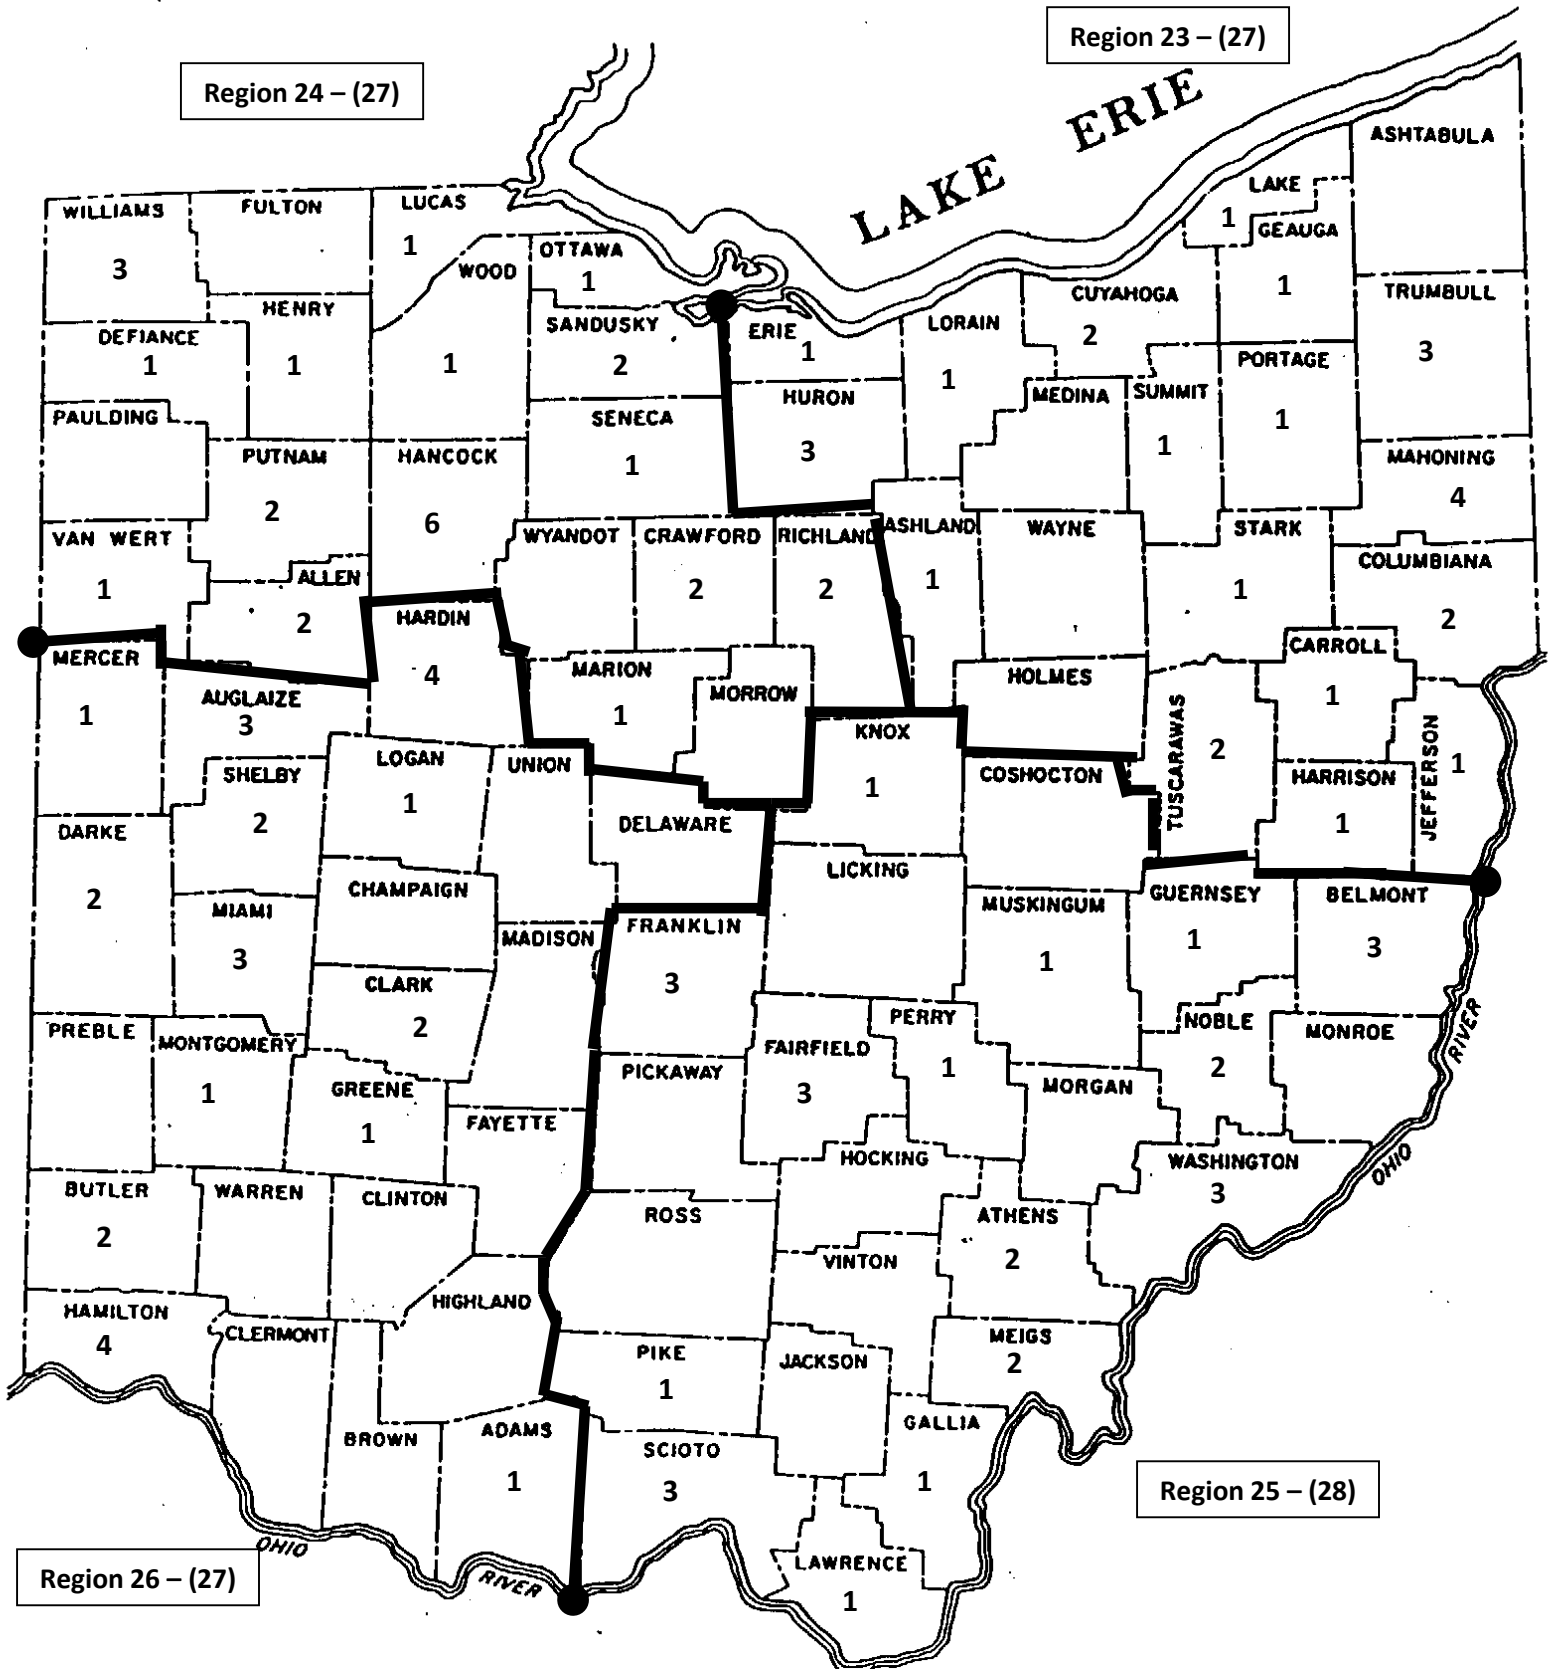 Region 23 – (27)
Region 24 – (27)
LAKE ERIE
ASHTABULA
LAKE
1
GEAUGA
1
WILLIAMS
3
FULTON
LUCAS
1
WOOD
1
OTTAWA
1
HENRY
1
DEFIANCE
1
SANDUSKY
2
ERIE
1
LORAIN
1
CUYAHOGA
2
TRUMBULL
3
PORTAGE
1
PAULDING
SENECA
1
HURON
3
MEDINA
SUMMIT
1
PUTNAM
2
HANCOCK
6
MAHONING
4
VAN WERT
1
ALLEN
2
WYANDOT
CRAWFORD
2
RICHLAND
2
ASHLAND
1
WAYNE
STARK
1
COLUMBIANA
2
MERCER
1
AUGLAIZE
3
HARDIN
4
MARION
1
MORROW
HOLMES
CARROLL
1
TUSCARAWAS
2
JEFFERSON
1
HARRISON
1
SHELBY
2
LOGAN
1
UNION
DELAWARE
KNOX
1
COSHOCTON
DARKE
2
CHAMPAIGN
LICKING
MIAMI
3
MADISON
FRANKLIN
3
MUSKINGUM
1
GUERNSEY
1
BELMONT
3
CLARK
2
PREBLE
MONTGOMERY
1
GREENE
1
PICKAWAY
FAIRFIELD
3
PERRY
1
MORGAN
NOBLE
2
MONROE
RIVER
FAYETTE
HOCKING
WASHINGTON
3
OHIO
BUTLER
2
WARREN
CLINTON
ROSS
ATHENS
2
VINTON
HAMILTON
4
CLERMONT
HIGHLAND
PIKE
1
JACKSON
MEIGS
2
BROWN
ADAMS
1
SCIOTO
3
GALLIA
1
LAWRENCE
1
OHIO
RIVER
Region 25 – (28)
Region 26 – (27)